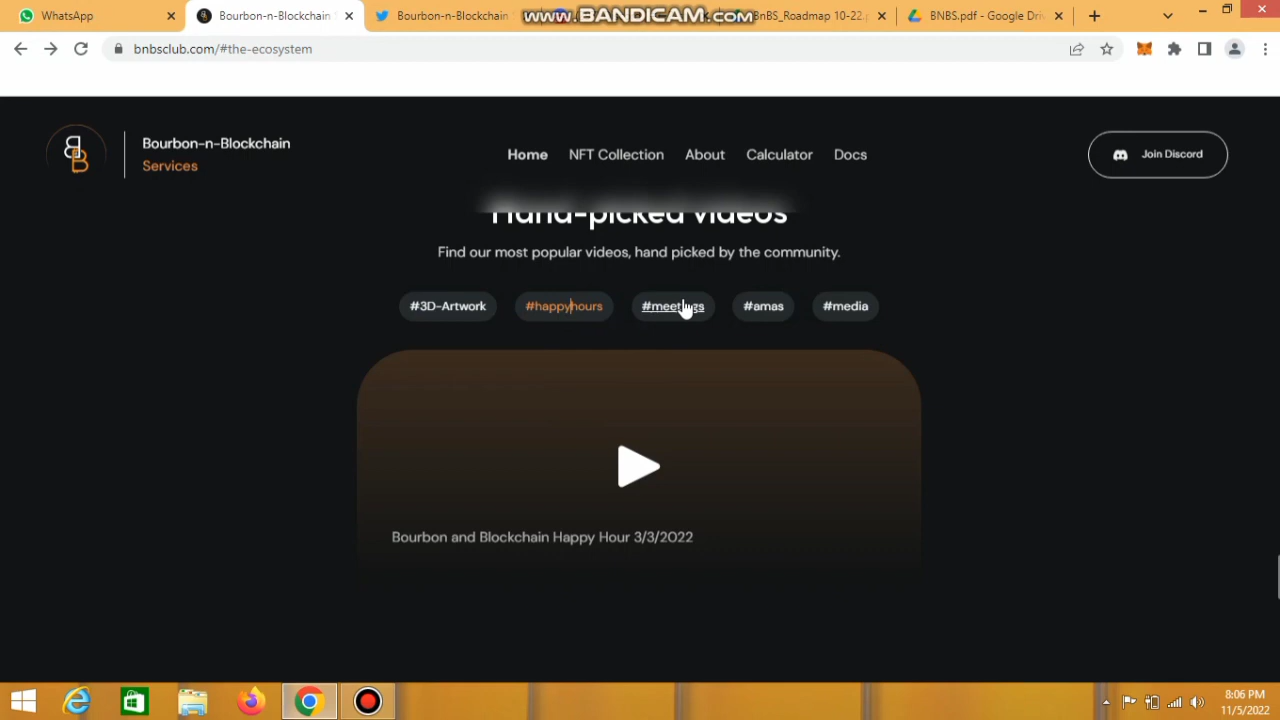 WhatsApp
Bourbon-n-Blockchain
Bourbon-n-Blockchain
www.BANDICAM.com
BnBS_Roadmap 10-22.p
BNBS.pdf - Google Dri
bnbsclub.com/#the-ecosystem
Bourbon-n-Blockchain
Services
Home
NFT Collection
About
Calculator
Docs
Join Discord
Hand-picked videos
Find our most popular videos, hand picked by the community.
#3D-Artwork
#happyhours
#meetings
#amas
#media
Bourbon and Blockchain Happy Hour 3/3/2022
8:06 PM
11/5/2022